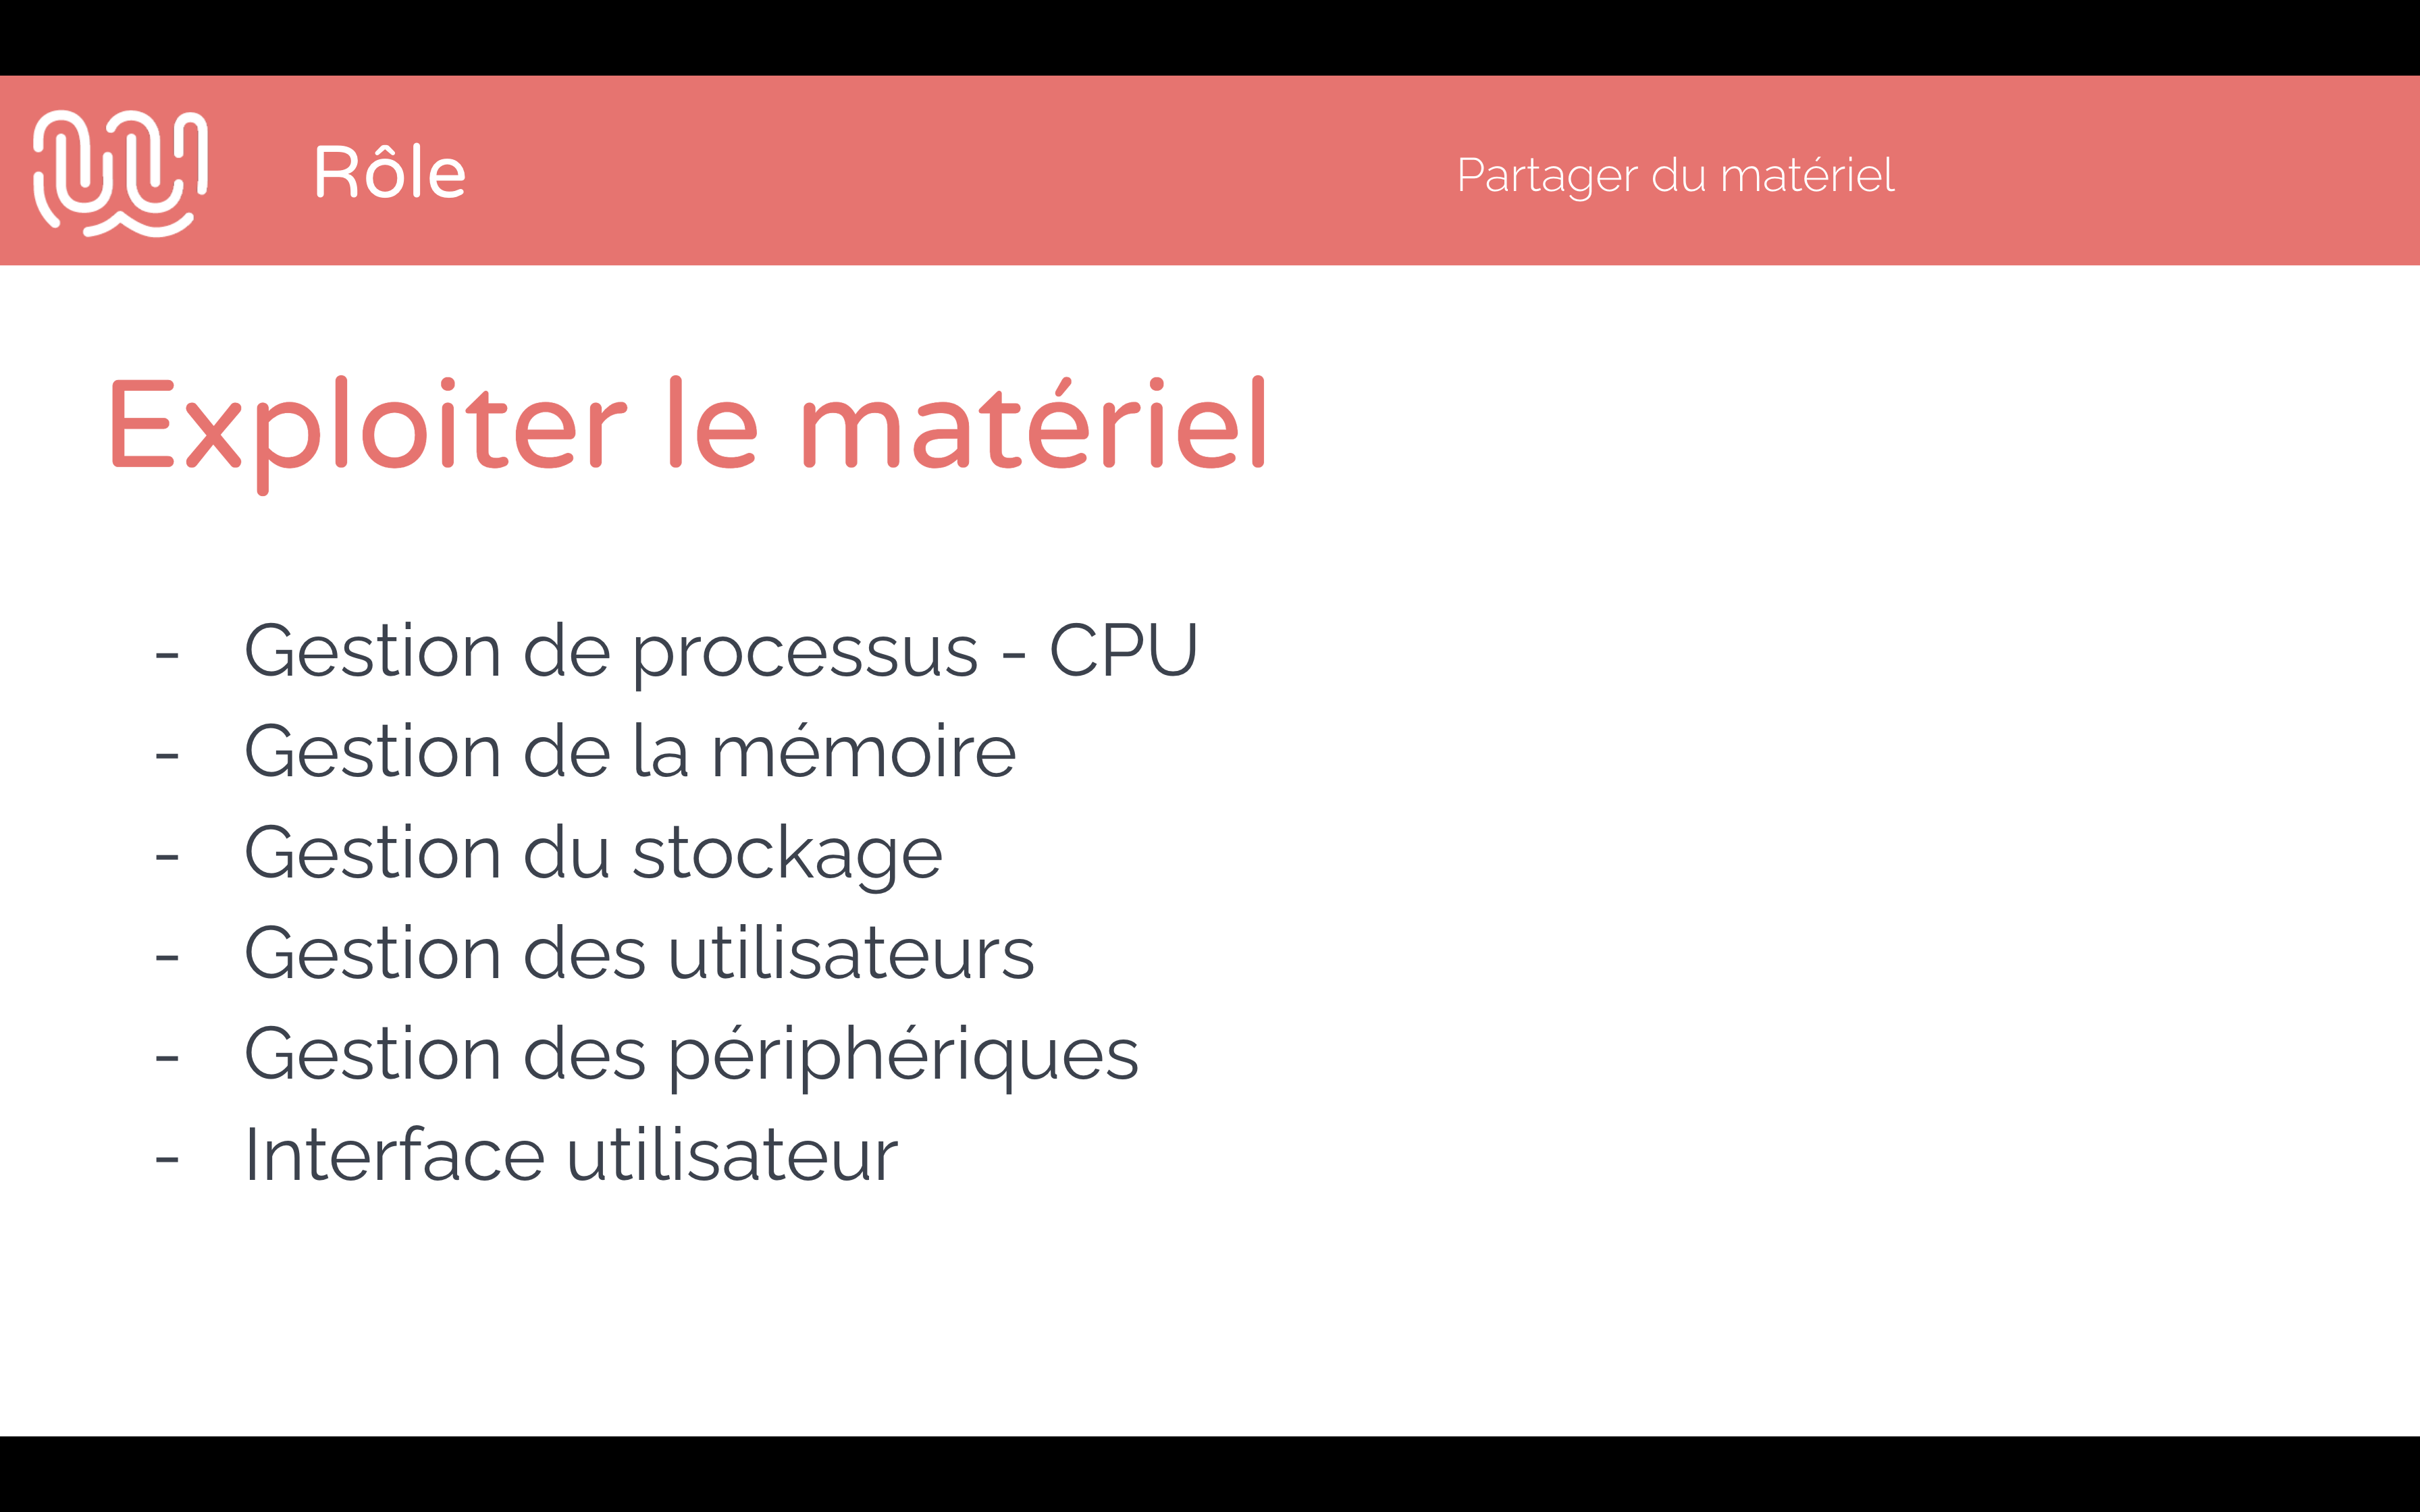 Rôle
Partager du matériel
Exploiter le matériel
- Gestion de processus - CPU
- Gestion de la mémoire
- Gestion du stockage
- Gestion des utilisateurs
- Gestion des périphériques
- Interface utilisateur